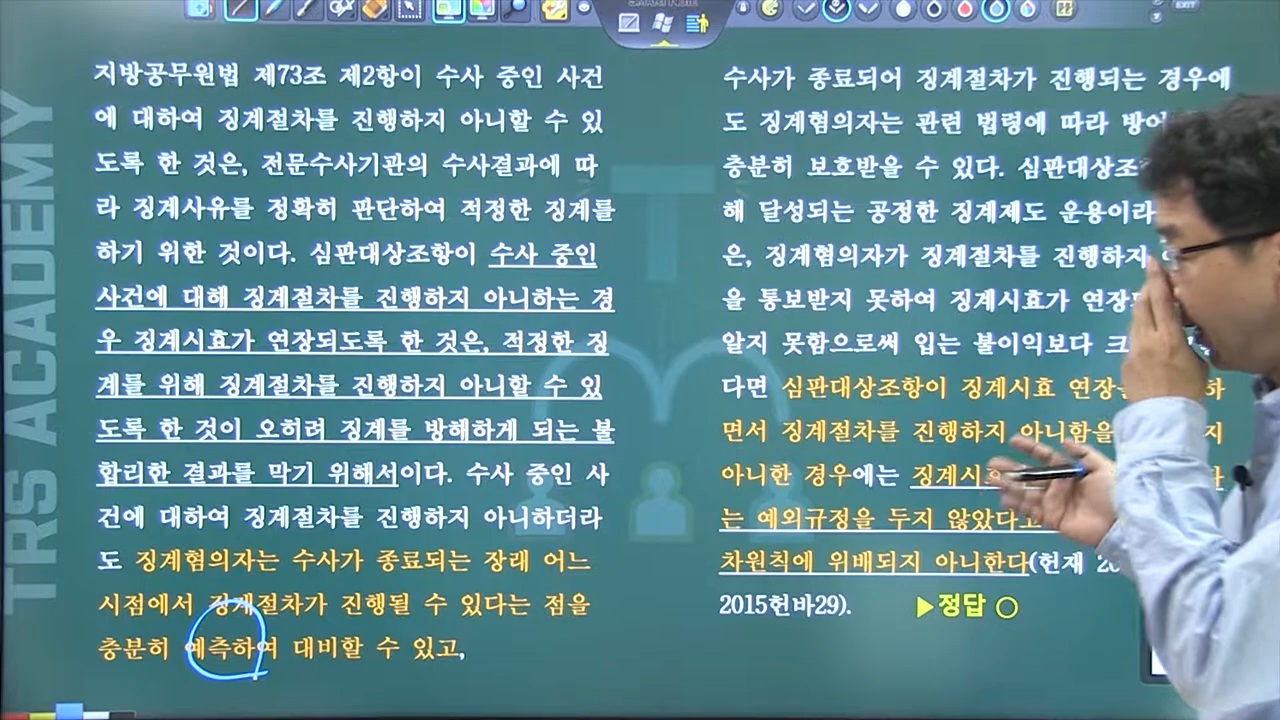 지방공무원법 제73조 제2항이 수사 중인 사건
에 대하여 징계절차를 진행하지 아니할 수 있
도록 한 것은, 전문수사기관의 수사결과에 따
라 징계사유를 정확히 판단하여 적정한 징계를
하기 위한 것이다. 심판대상조항이 수사 중인
사건에 대해 징계절차를 진행하지 아니하는 경
우 징계시효가 연장되도록 한 것은, 적정한 징
계를 위해 징계절차를 진행하지 아니할 수 있
도록 한 것이 오히려 징계를 방해하게 되는 불
합리한 결과를 막기 위해서이다. 수사 중인 사
건에 대하여 징계절차를 진행하지 아니하더라
도 징계혐의자는 수사가 종료되는 장래 어느
시점에서 징계절차가 진행될 수 있다는 점을
충분히 예측하여 대비할 수 있고,
수사가 종료되어 징계절차가 진행되는 경우에
도 징계혐의자는 관련 법령에 따라
충분히 보호받을 수 있다.
해 달성되는 공정한 징계제도
은, 징계혐의자가 징계절차를 진행하지
을 통보받지 못하여 징계시효가
알지 못함으로써 입는 불이익보다
다면 심판대상조항이 징계시효
면서 징계절차를 진행하지
아니한 경우에는
는 예외규정을 두지 않았다고
차원칙에 위배되지 아니한다(헌재
2015헌바29). ▶정답 ○
TRS ACADEMY
EXIT